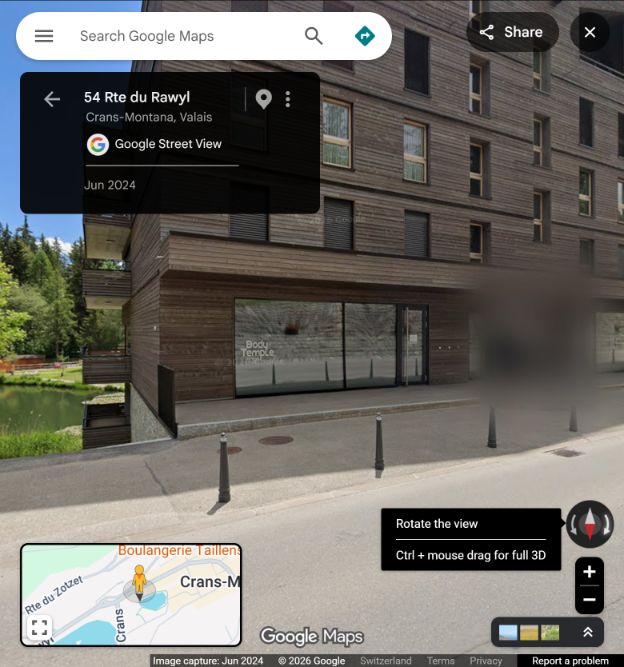 Search Google Maps
Share
54 Rte du Rawyl
Crans-Montana, Valais
Google Street View
Jun 2024
Body
Temple
Rotate the view
Ctrl + mouse drag for full 3D
Boulangerie Taillens
Crans-M
Rte du Zotzet
Crans
Google Maps
Image capture: Jun 2024
© 2026 Google
Switzerland
Terms
Privacy
Report a problem